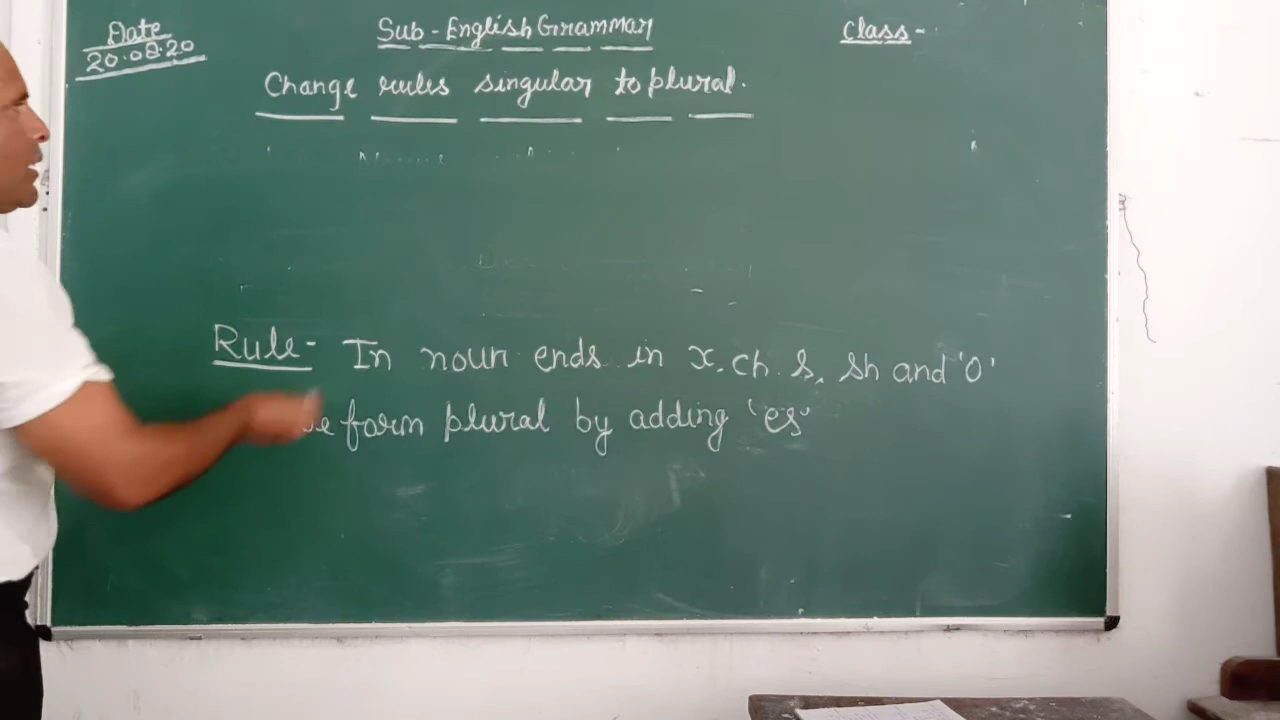 Date
20.08.20
Sub - English Grammar
Class -
Change rules singular to plural.
Rule - In noun ends in x, ch. s, sh and 'o'
form plural by adding 'es'